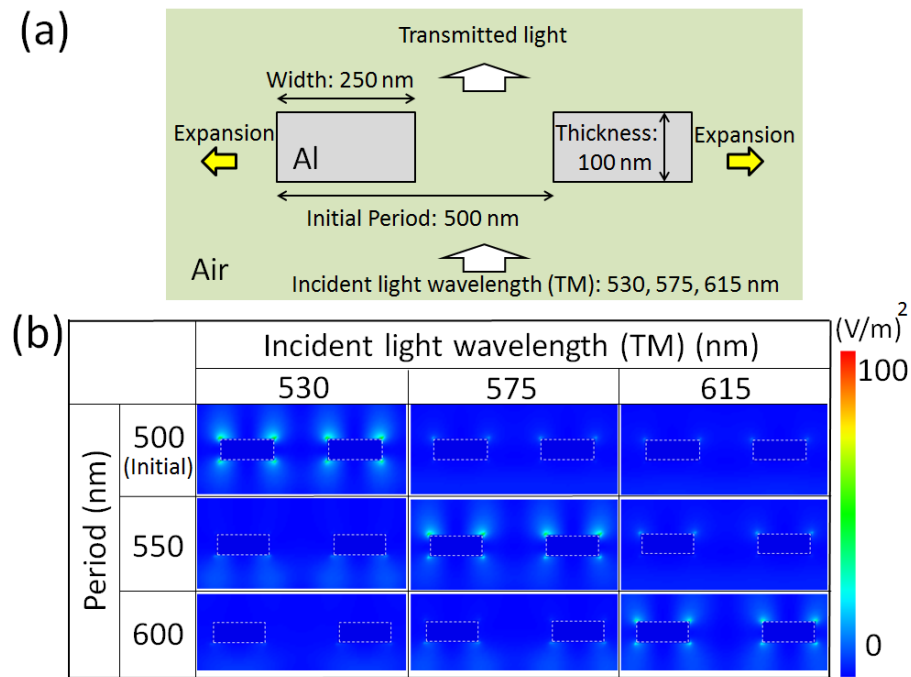 (a)
Transmitted light
Width: 250 nm
Expansion
Al
Thickness:
100 nm
Expansion
Initial Period: 500 nm
Air
Incident light wavelength (TM): 530, 575, 615 nm
(b)
(V/m)²
Incident light wavelength (TM) (nm)
100
530 575 615
Period (nm)
500
(Initial)
550
600
0